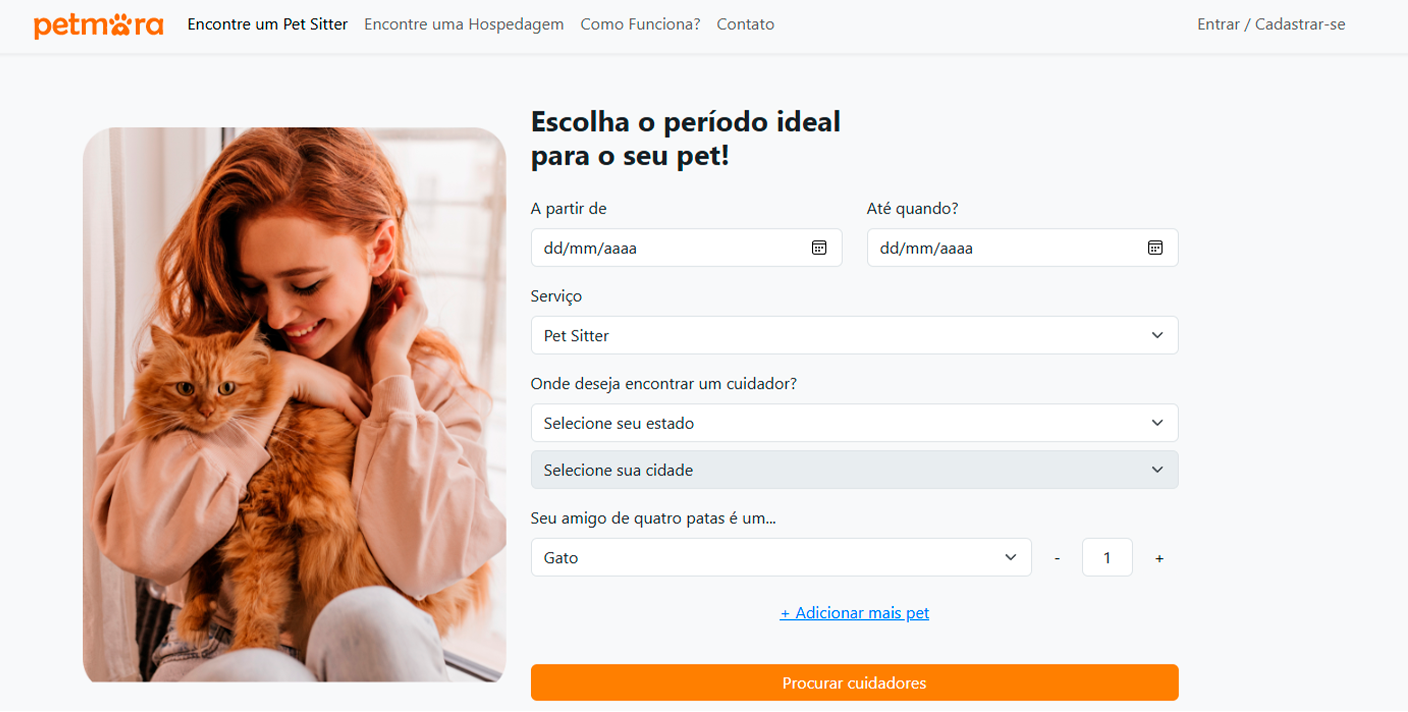 petmora Encontre um Pet Sitter Encontre uma Hospedagem Como Funciona? Contato Entrar / Cadastrar-se
Escolha o período ideal
para o seu pet!
A partir de Até quando?
dd/mm/aaaa dd/mm/aaaa
Serviço
Pet Sitter
Onde deseja encontrar um cuidador?
Selecione seu estado
Selecione sua cidade
Seu amigo de quatro patas é um...
Gato - 1 +
+ Adicionar mais pet
Procurar cuidadores